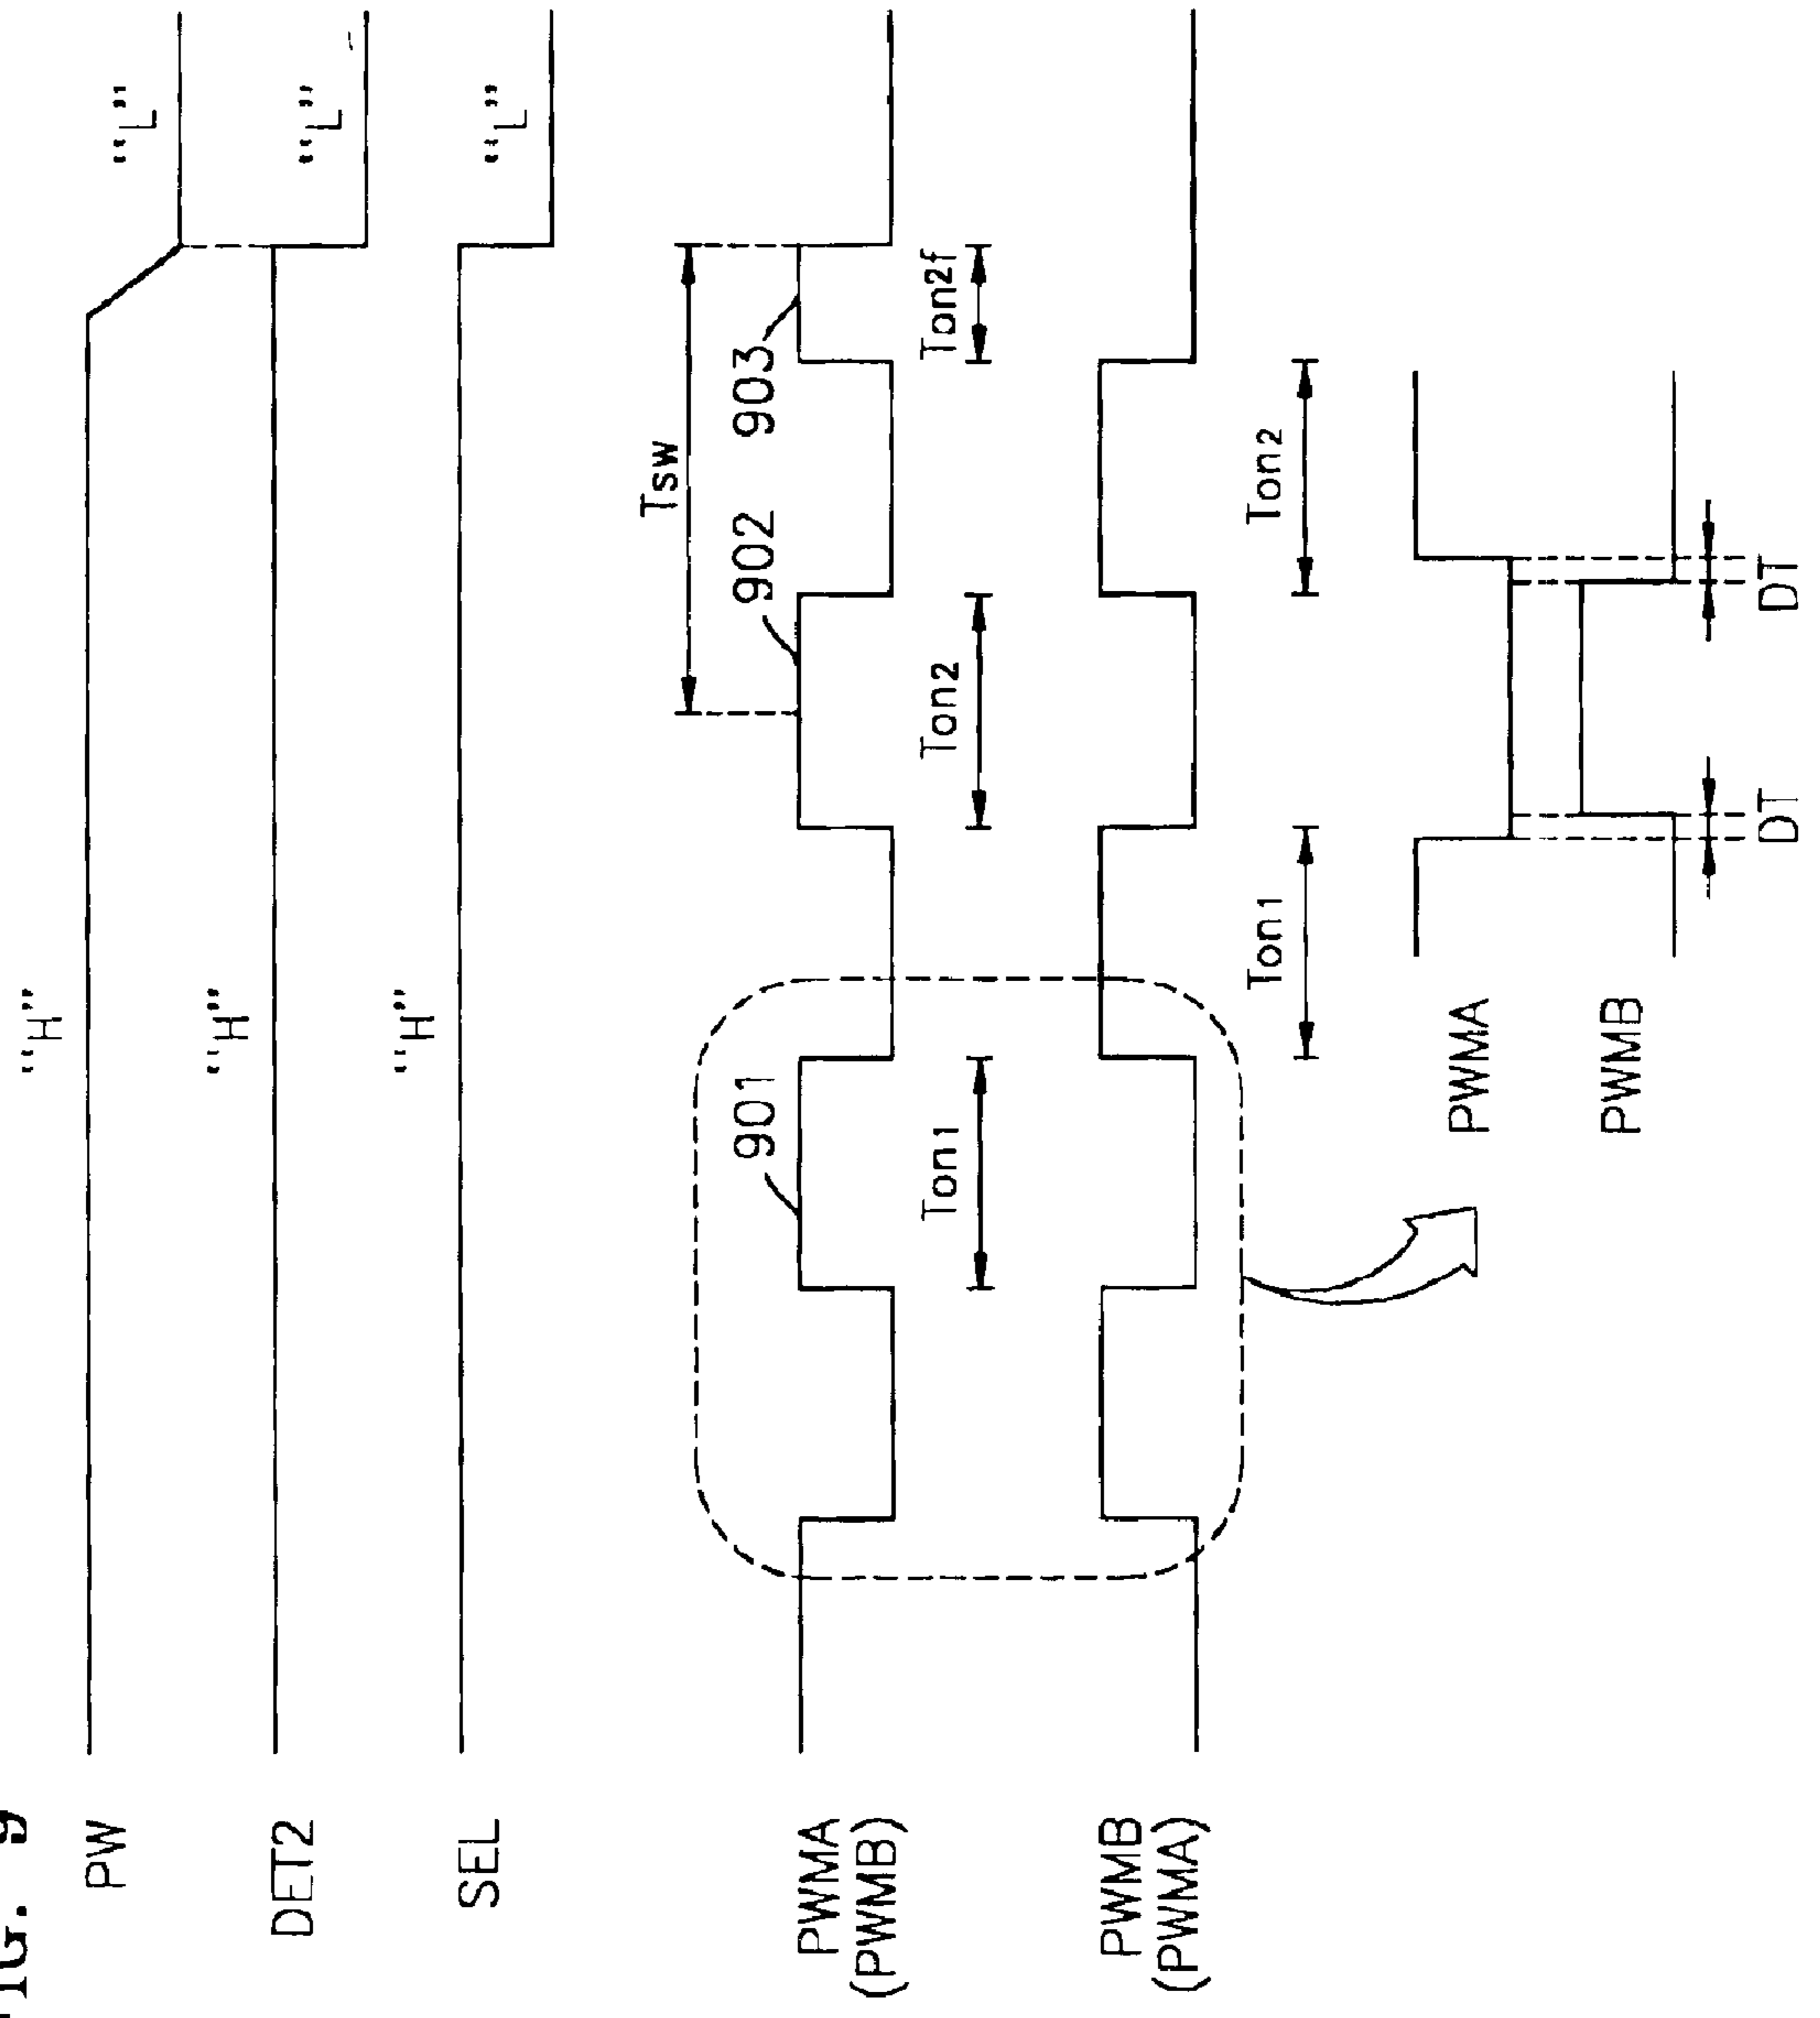 FIG. 9
PW
"H"
"L"
DET2
"H"
"L"
SEL
"H"
"L"
Tsw
901
902
903
PWMA
(PWMB)
Ton1
Ton2
Ton2f
PWMB
(PWMA)
Ton1
Ton2
PWMA
PWMB
DT
DT